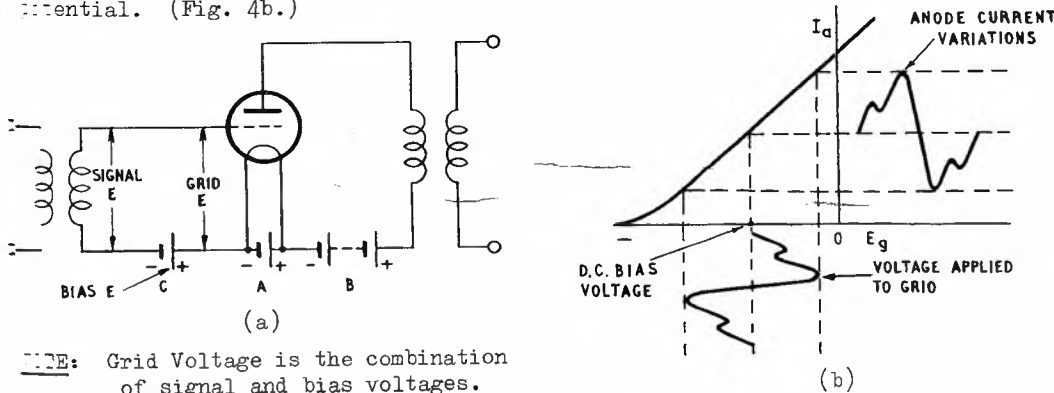 (Fig. 4b.)
SIGNAL
E
GRID
E
- +
- +
- +
BIAS E
C
A
B
(a)
Grid Voltage is the combination
of signal and bias voltages.
Ia
ANODE CURRENT
VARIATIONS
-
0 Eg
D.C. BIAS
VOLTAGE
VOLTAGE APPLIED
TO GRID
(b)